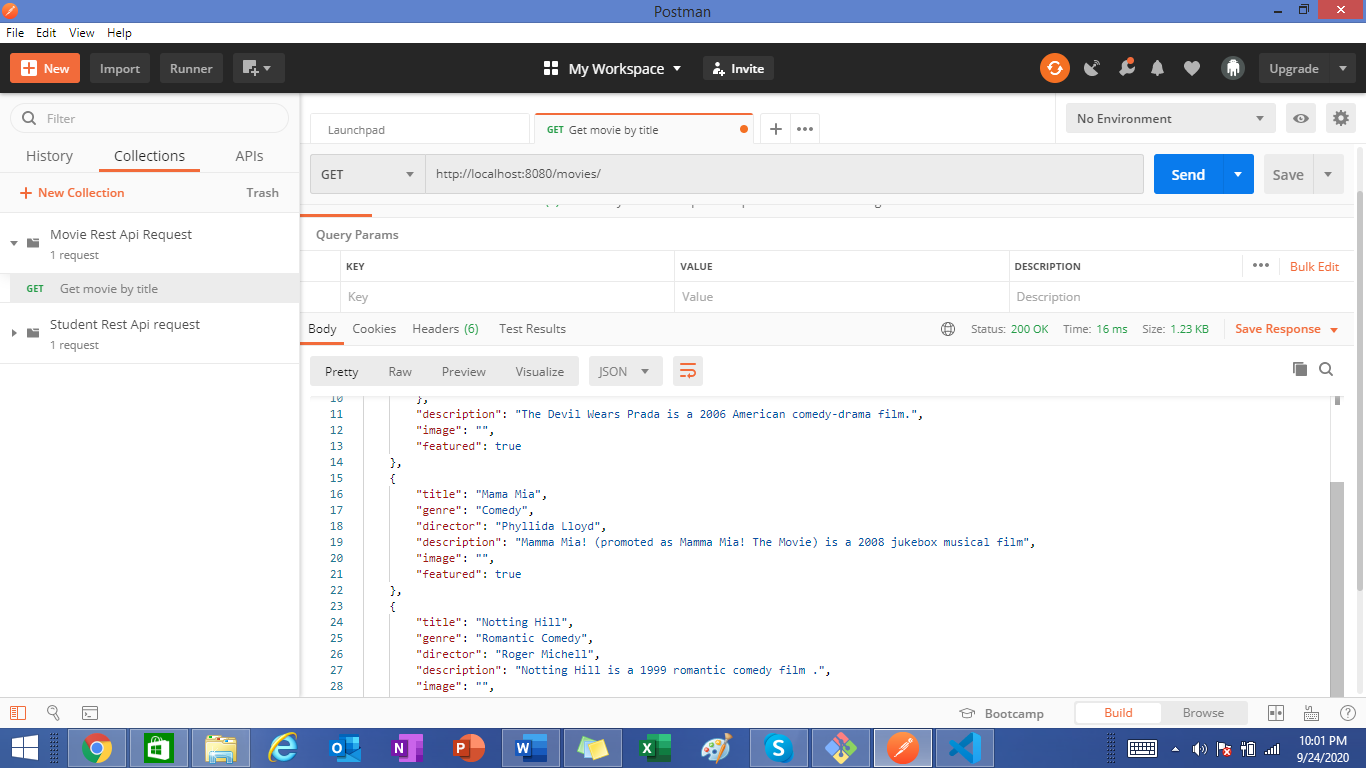 Postman
File Edit View Help
New Import Runner My Workspace Invite Upgrade
Filter
History Collections APIs
New Collection Trash
Movie Rest Api Request
1 request
GET Get movie by title
Student Rest Api request
1 request
Launchpad GET Get movie by title No Environment
GET http://localhost:8080/movies/ Send Save
Query Params
KEY VALUE DESCRIPTION Bulk Edit
Key Value Description
Body Cookies Headers (6) Test Results Status: 200 OK Time: 16 ms Size: 1.23 KB Save Response
Pretty Raw Preview Visualize JSON
10 },
11 "description": "The Devil Wears Prada is a 2006 American comedy-drama film.",
12 "image": "",
13 "featured": true
14 },
15 {
16 "title": "Mama Mia",
17 "genre": "Comedy",
18 "director": "Phyllida Lloyd",
19 "description": "Mamma Mia! (promoted as Mamma Mia! The Movie) is a 2008 jukebox musical film",
20 "image": "",
21 "featured": true
22 },
23 {
24 "title": "Notting Hill",
25 "genre": "Romantic Comedy",
26 "director": "Roger Michell",
27 "description": "Notting Hill is a 1999 romantic comedy film .",
28 "image": "",
Bootcamp Build Browse
10:01 PM
9/24/2020